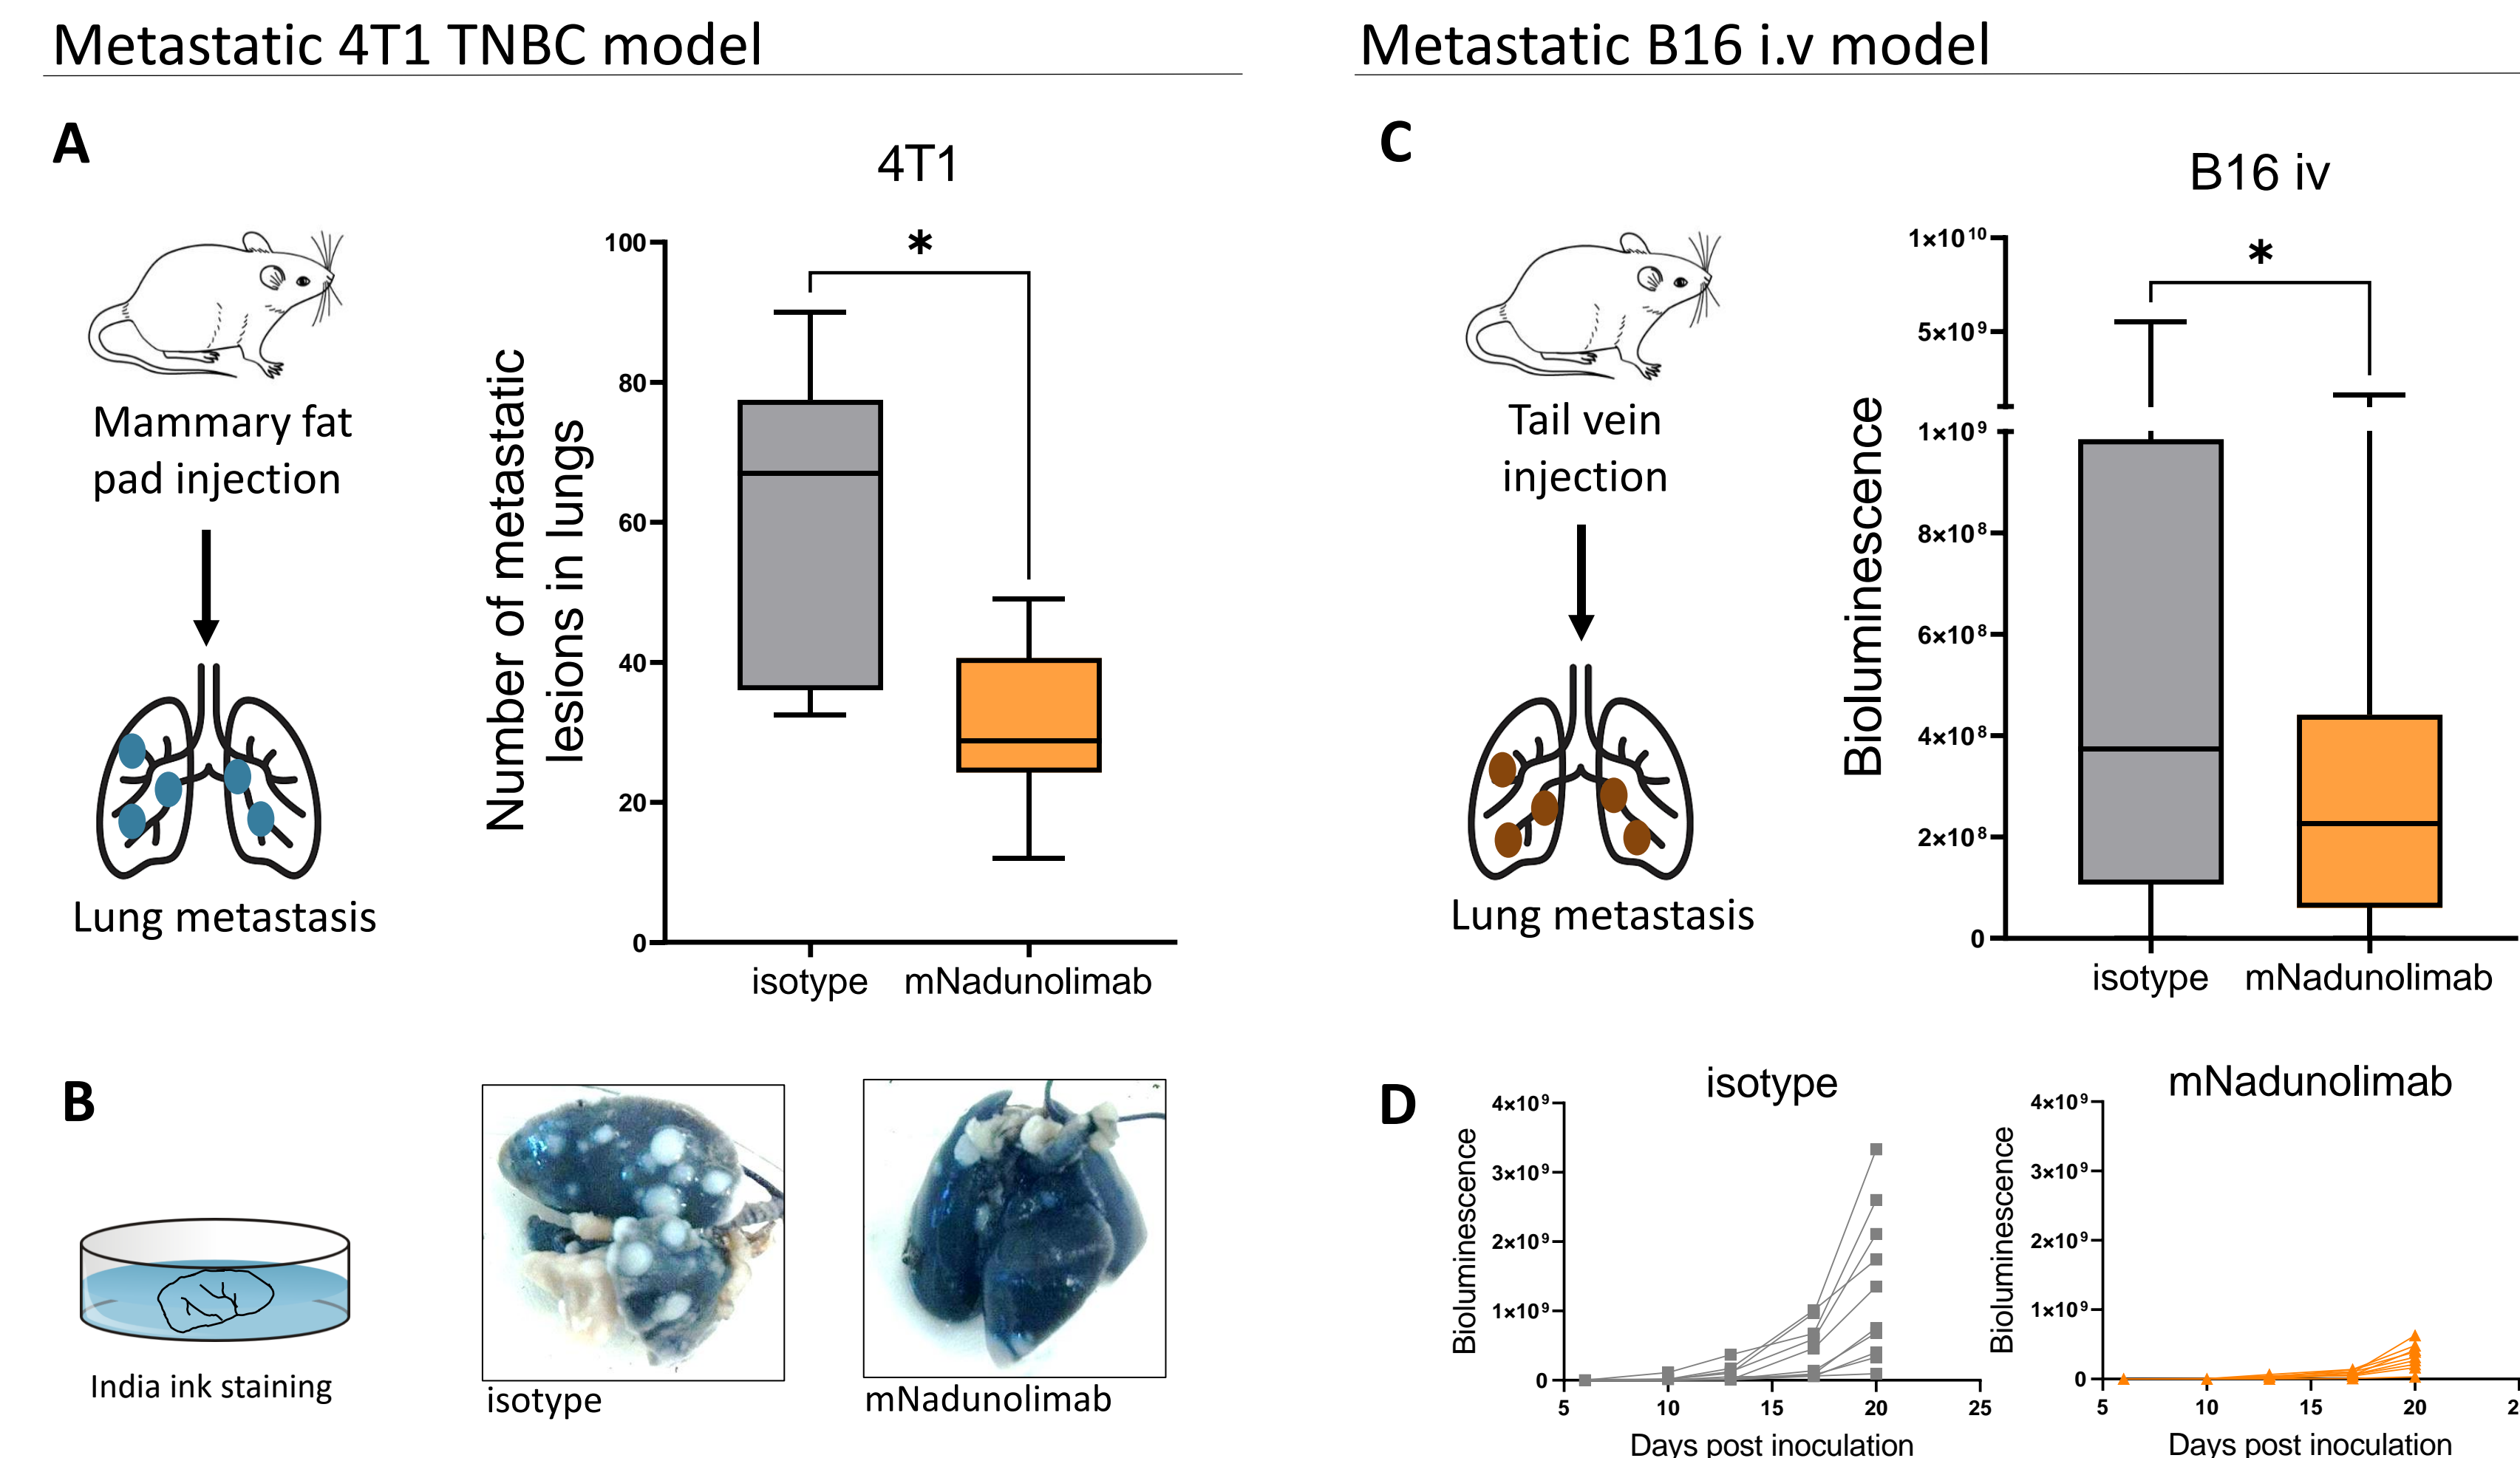 Metastatic 4T1 TNBC model
A
Mammary fat
pad injection
Lung metastasis
4T1
*
Number of metastatic
lesions in lungs
100
80
60
40
20
0
isotype
mNadunolimab
B
India ink staining
isotype
mNadunolimab
Metastatic B16 i.v model
C
Tail vein
injection
Lung metastasis
B16 iv
*
Bioluminescence
1×10¹⁰
5×10⁹
1×10⁹
8×10⁸
6×10⁸
4×10⁸
2×10⁸
0
isotype
mNadunolimab
D
isotype
Bioluminescence
4×10⁹
3×10⁹
2×10⁹
1×10⁹
0
5 10 15 20 25
Days post inoculation
mNadunolimab
Bioluminescence
4×10⁹
3×10⁹
2×10⁹
1×10⁹
0
5 10 15 20 2
Days post inoculation